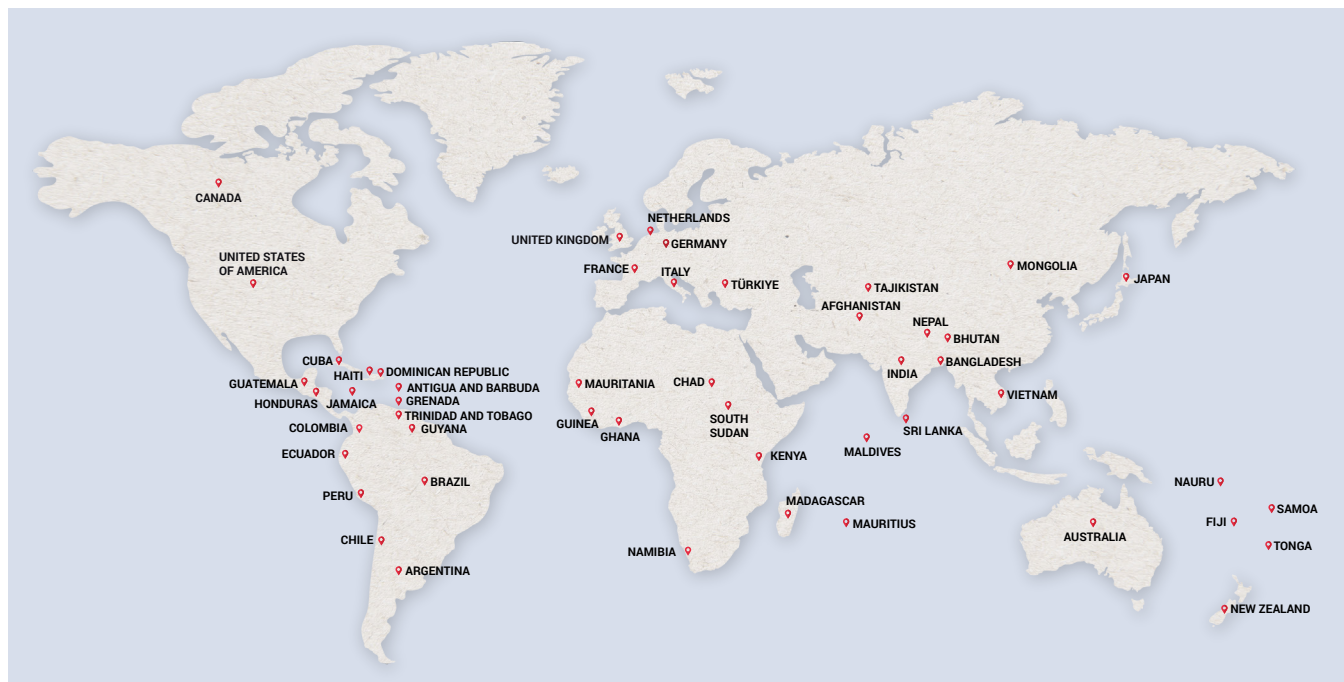 CANADA
UNITED STATES
OF AMERICA
CUBA
HAITI
DOMINICAN REPUBLIC
GUATEMALA
ANTIGUA AND BARBUDA
HONDURAS
JAMAICA
GRENADA
TRINIDAD AND TOBAGO
COLOMBIA
GUYANA
ECUADOR
BRAZIL
PERU
CHILE
ARGENTINA
NETHERLANDS
UNITED KINGDOM
GERMANY
FRANCE
ITALY
TÜRKIYE
MAURITANIA
CHAD
GUINEA
GHANA
SOUTH
SUDAN
KENYA
MADAGASCAR
MAURITIUS
NAMIBIA
MONGOLIA
JAPAN
TAJIKISTAN
AFGHANISTAN
NEPAL
BHUTAN
INDIA
BANGLADESH
VIETNAM
SRI LANKA
MALDIVES
NAURU
SAMOA
FIJI
AUSTRALIA
TONGA
NEW ZEALAND